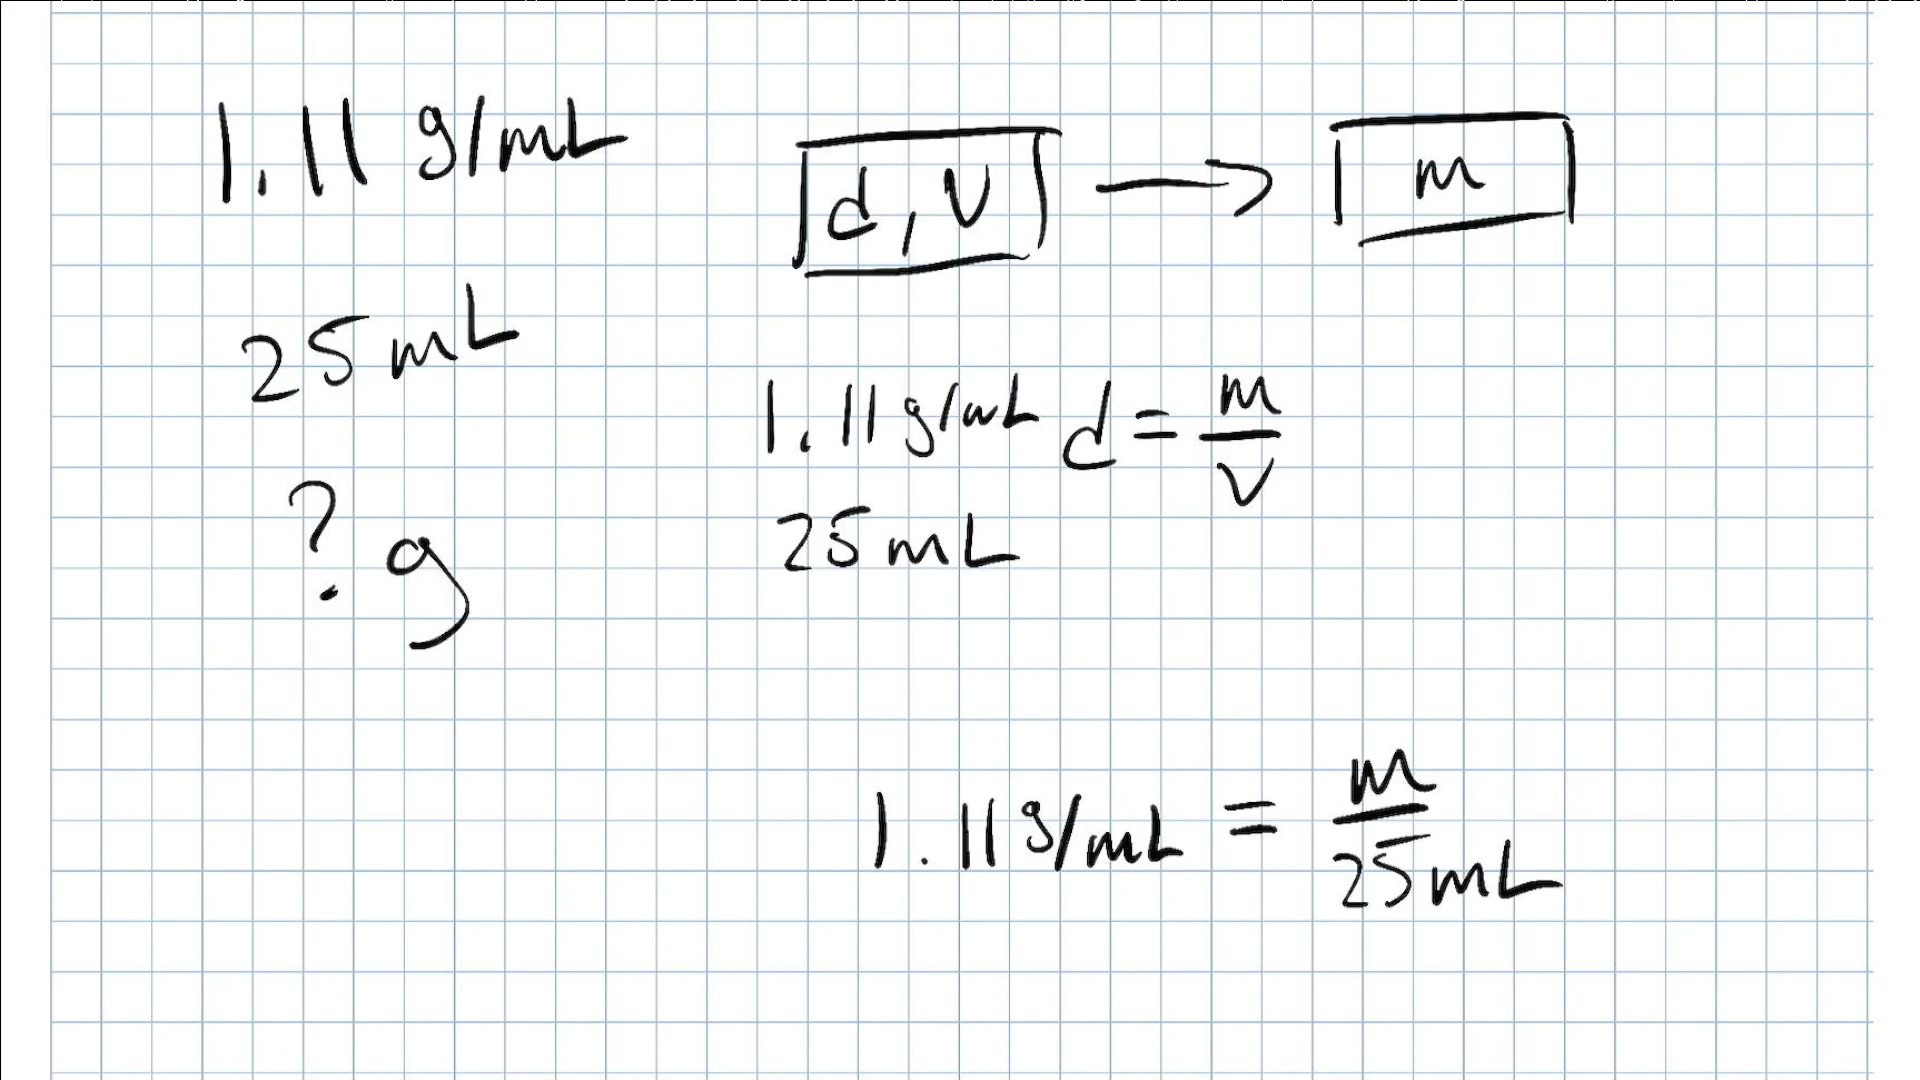 1.11 g/mL
25 mL
? g
d, V → m
1.11 g/mL d = m/V
25 mL
1.11 g/mL = m/25 mL